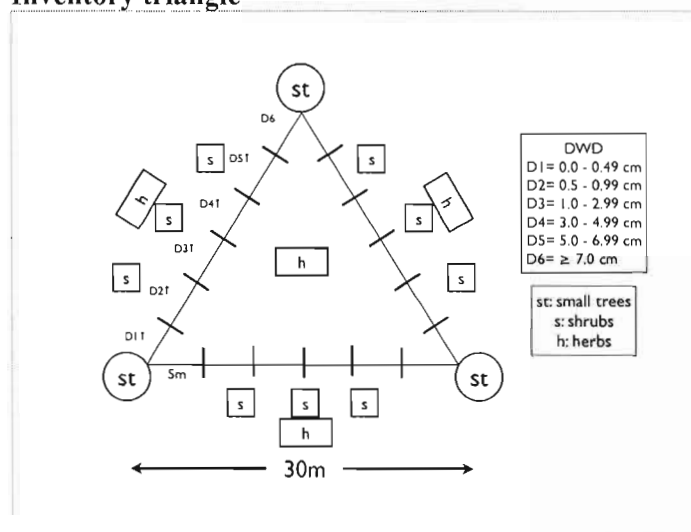 Inventory triangle
st
D6
s
D5↑
s
h
s
D4↑
s
h
D3↑
h
s
D2↑
s
D1↑
st
5m
st
s
s
s
h
30m
DWD
D1= 0.0 - 0.49 cm
D2= 0.5 - 0.99 cm
D3= 1.0 - 2.99 cm
D4= 3.0 - 4.99 cm
D5= 5.0 - 6.99 cm
D6= ≥ 7.0 cm
st: small trees
s: shrubs
h: herbs